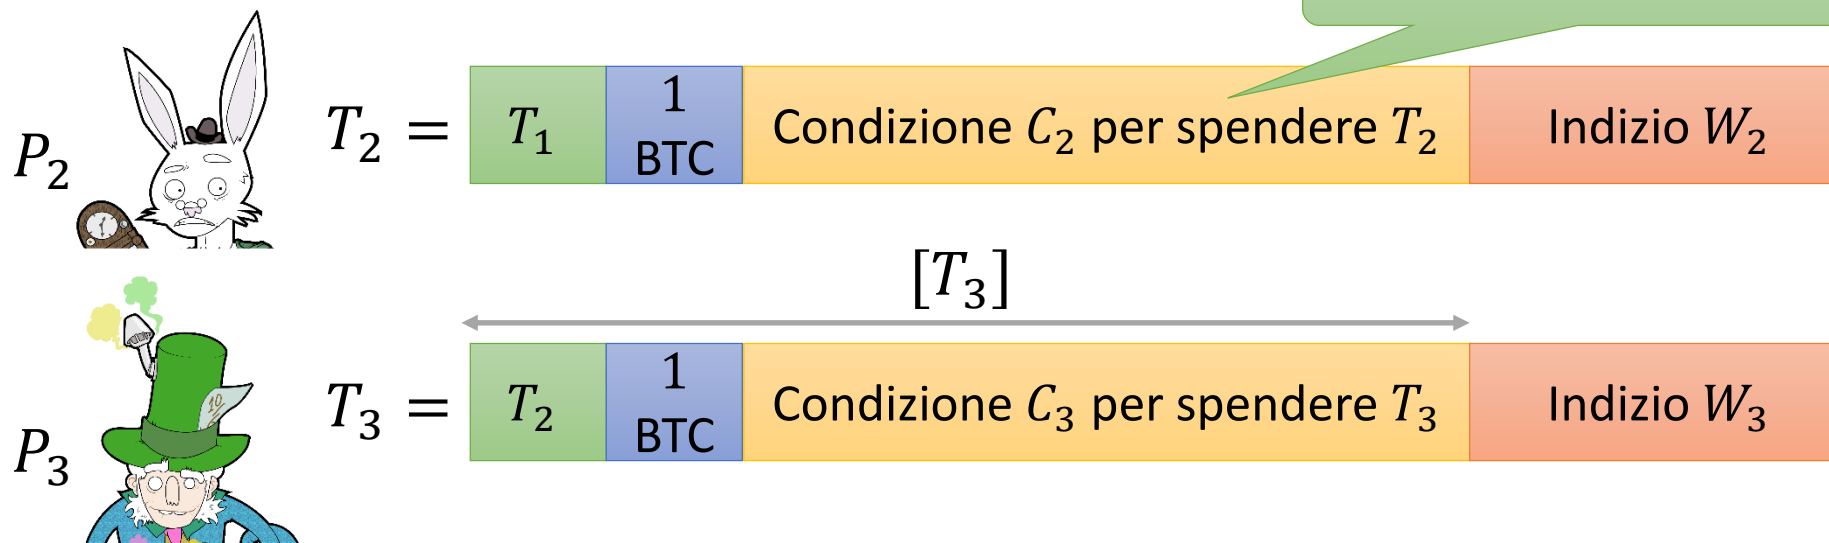 P₂
T₂ =
T₁
1
BTC
Condizione C₂ per spendere T₂
Indizio W₂
[T₃]
P₃
T₃ =
T₂
1
BTC
Condizione C₃ per spendere T₃
Indizio W₃
10